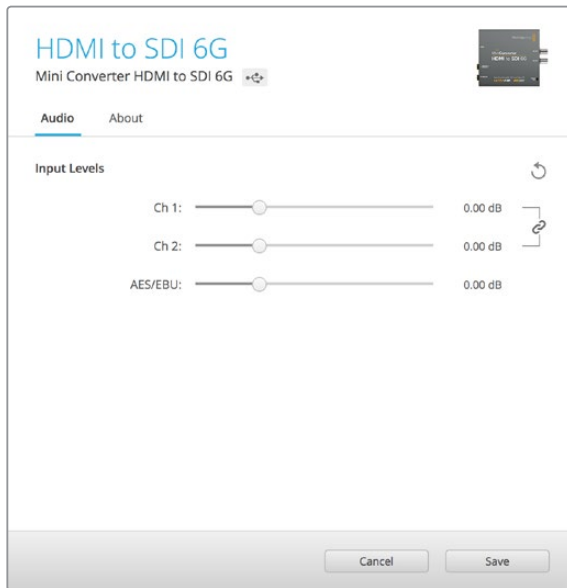 HDMI to SDI 6G
Mini Converter HDMI to SDI 6G
Audio About
Input Levels
Ch 1: 0.00 dB
Ch 2: 0.00 dB
AES/EBU: 0.00 dB
Cancel Save